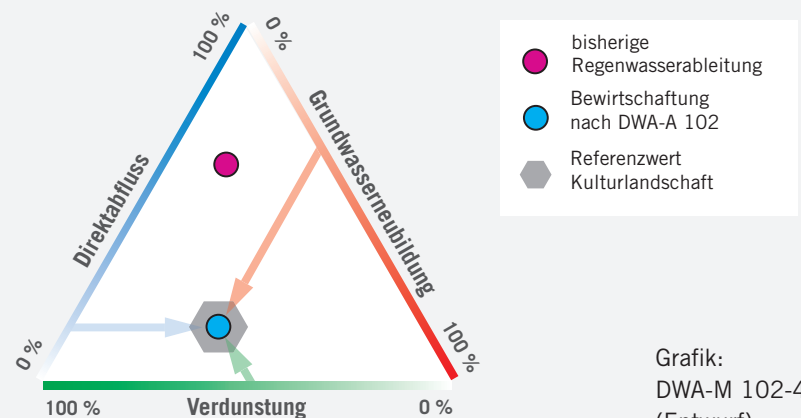 100 %
0 %
Direktabfluss
Grundwasserneubildung
0 %
100 %
100 %
Verdunstung
0 %
bisherige
Regenwasserableitung
Bewirtschaftung
nach DWA-A 102
Referenzwert
Kulturlandschaft
Grafik:
DWA-M 102-4
(Entwurf)